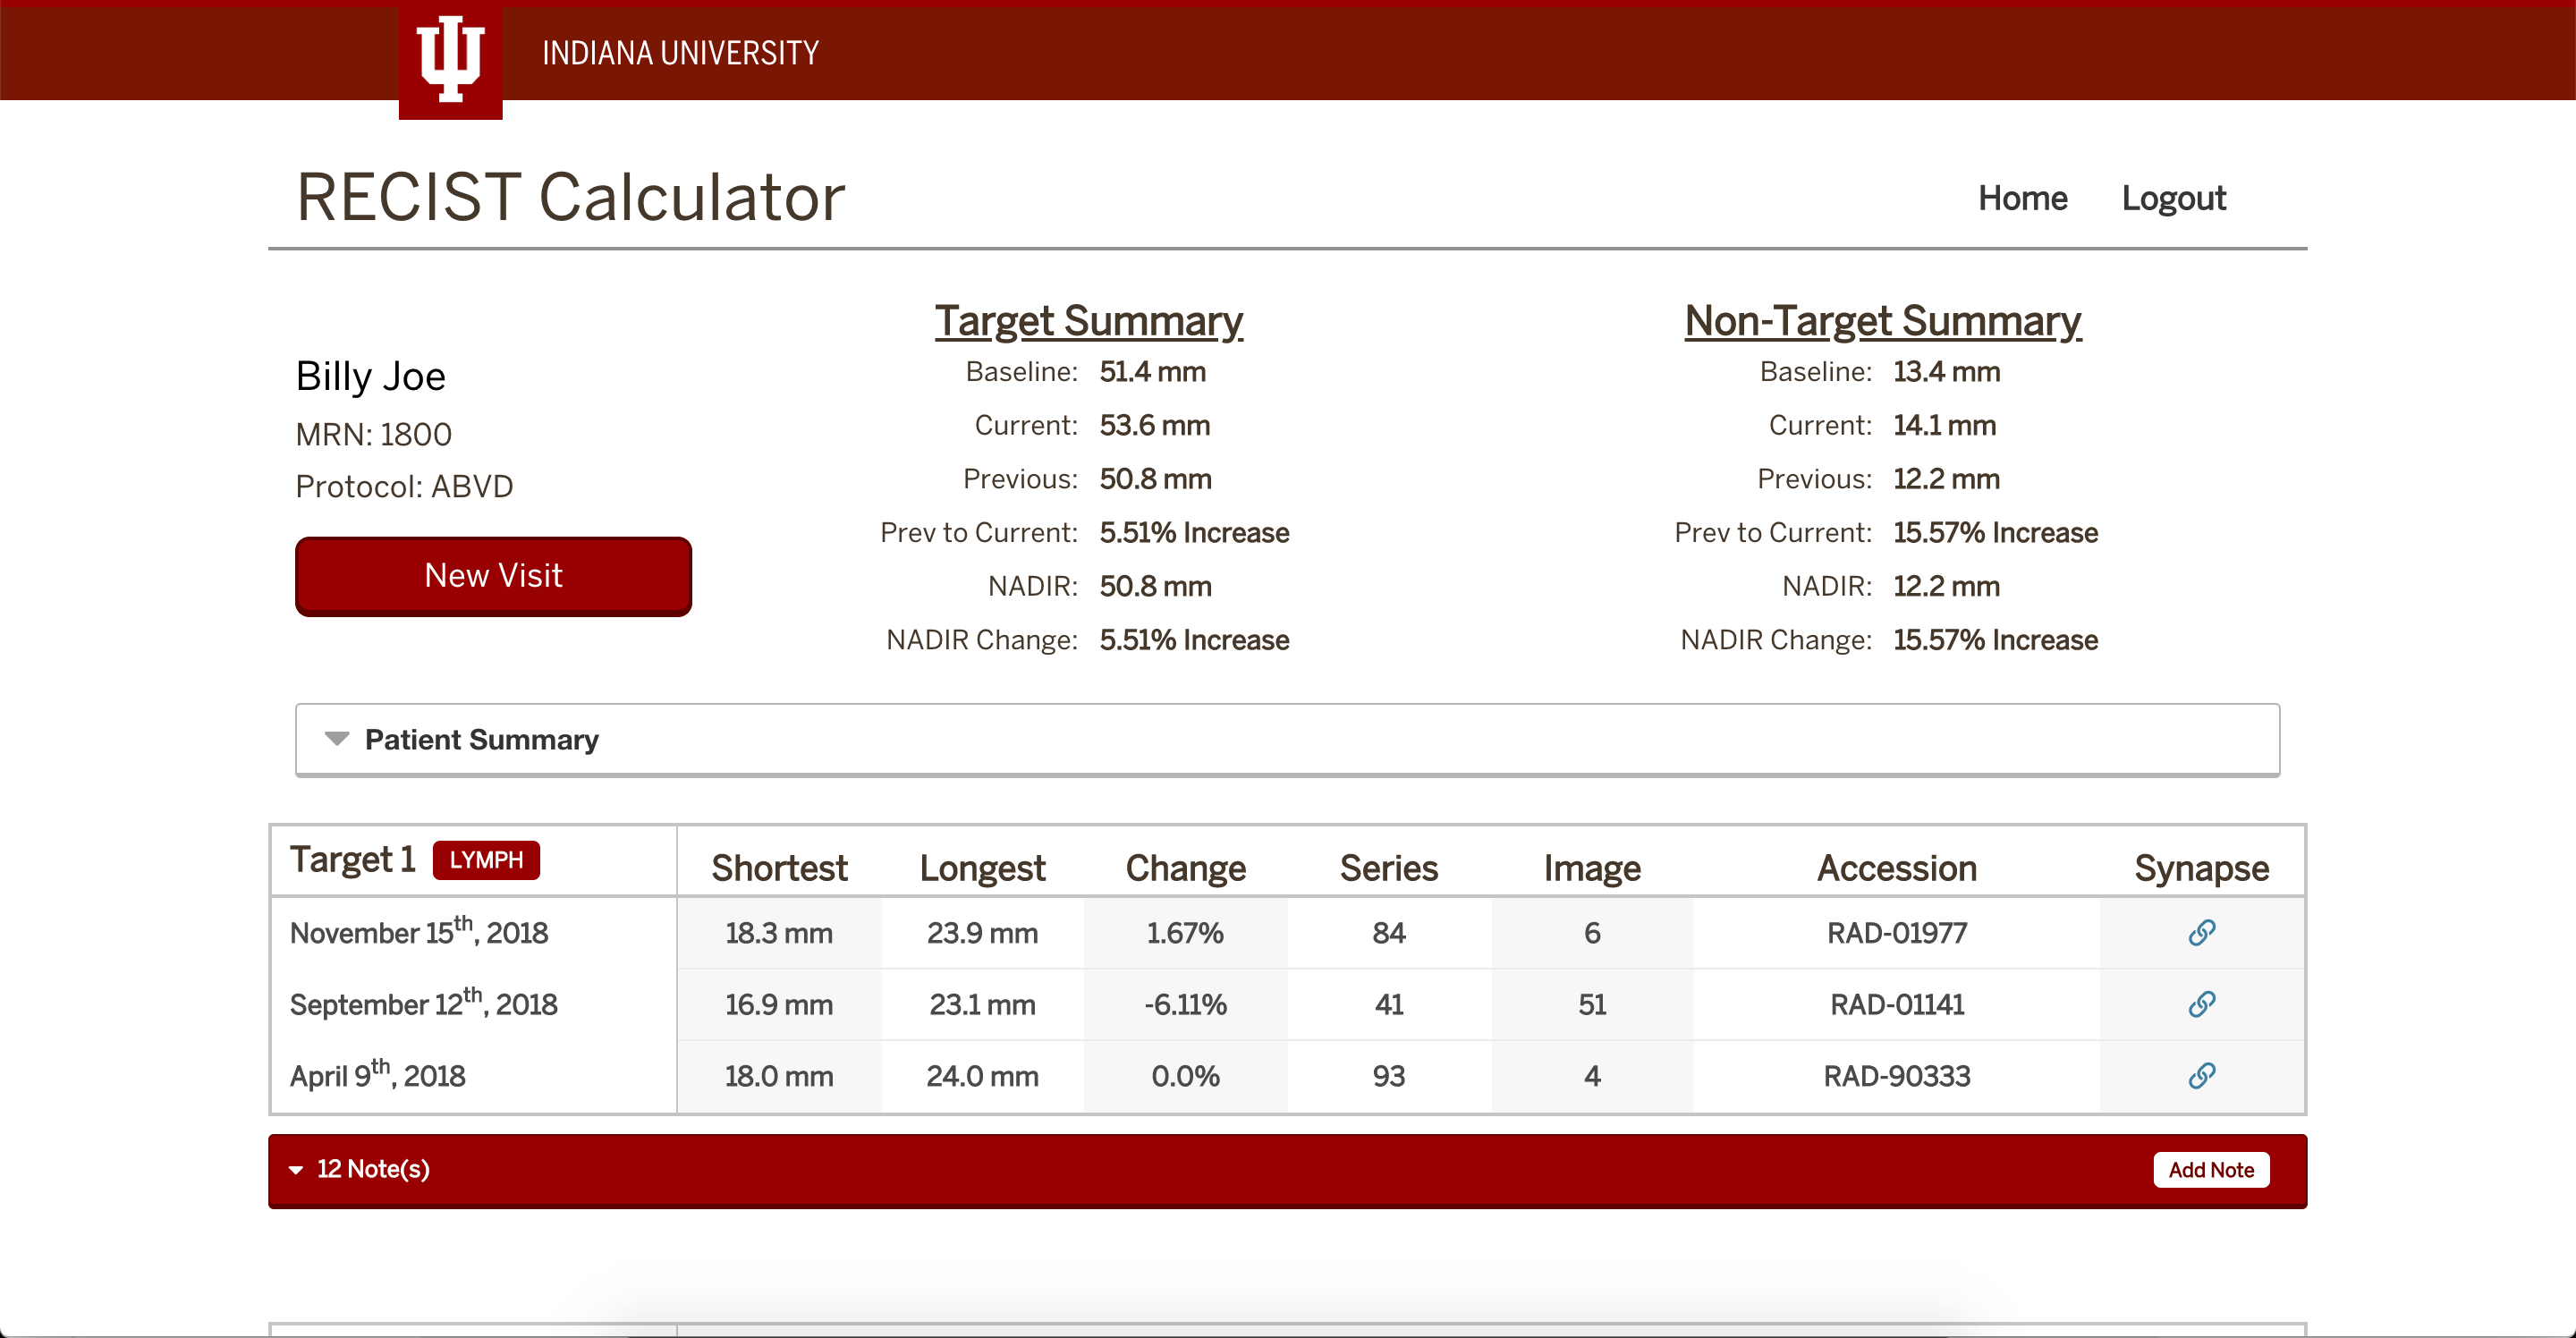 INDIANA UNIVERSITY
RECIST Calculator
Home Logout
Billy Joe
MRN: 1800
Protocol: ABVD
New Visit
Target Summary
Baseline: 51.4 mm
Current: 53.6 mm
Previous: 50.8 mm
Prev to Current: 5.51% Increase
NADIR: 50.8 mm
NADIR Change: 5.51% Increase
Non-Target Summary
Baseline: 13.4 mm
Current: 14.1 mm
Previous: 12.2 mm
Prev to Current: 15.57% Increase
NADIR: 12.2 mm
NADIR Change: 15.57% Increase
Patient Summary
Target 1 LYMPH Shortest Longest Change Series Image Accession Synapse
November 15th, 2018 18.3 mm 23.9 mm 1.67% 84 6 RAD-01977
September 12th, 2018 16.9 mm 23.1 mm -6.11% 41 51 RAD-01141
April 9th, 2018 18.0 mm 24.0 mm 0.0% 93 4 RAD-90333
12 Note(s) Add Note